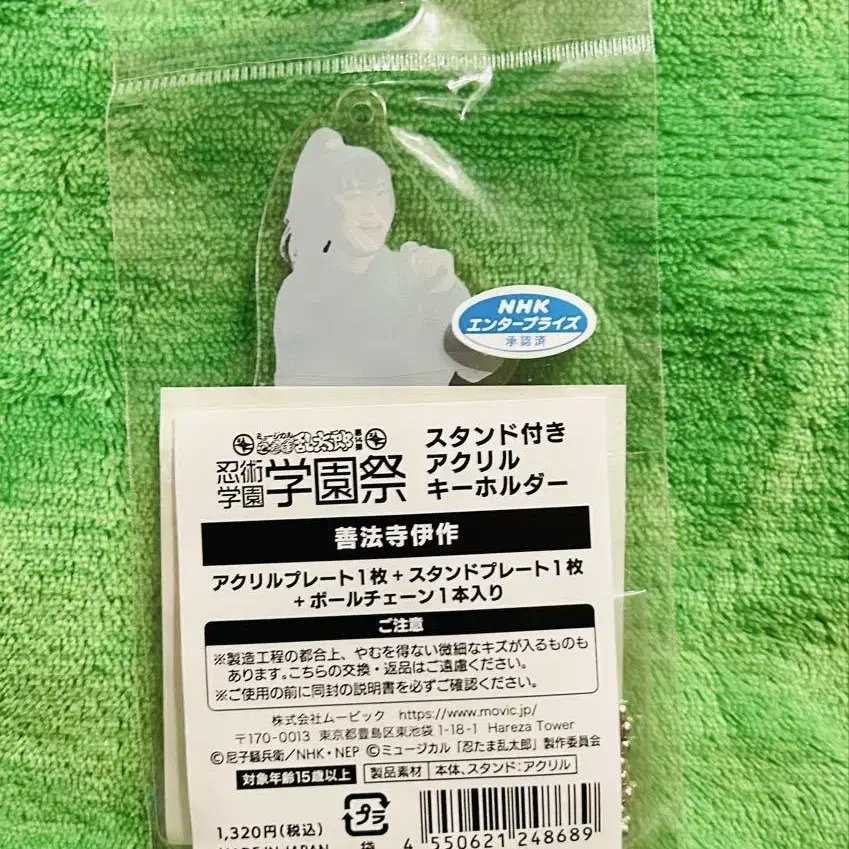 NHK
エンタープライズ
承認済
ミュージカル
忍たま乱太郎
第14弾
忍術
学園
学園祭
スタンド付き
アクリル
キーホルダー
善法寺伊作
アクリルプレート1枚+スタンドプレート1枚
+ボールチェーン1本入り
ご注意
※製造工程の都合上、やむを得ない微細なキズが入るものも
あります。こちらの交換・返品はご遠慮ください。
※ご使用の前に同封の説明書を必ずご確認ください。
株式会社ムービック https://www.movic.jp/
〒170-0013 東京都豊島区東池袋 1-18-1 Hareza Tower
©尼子騒兵衛/NHK・NEP ©ミュージカル「忍たま乱太郎」製作委員会
対象年齢15歳以上 製品素材 本体、スタンド:アクリル
1,320円(税込)
MADE IN JAPAN
プラ
袋
4 550621 248689